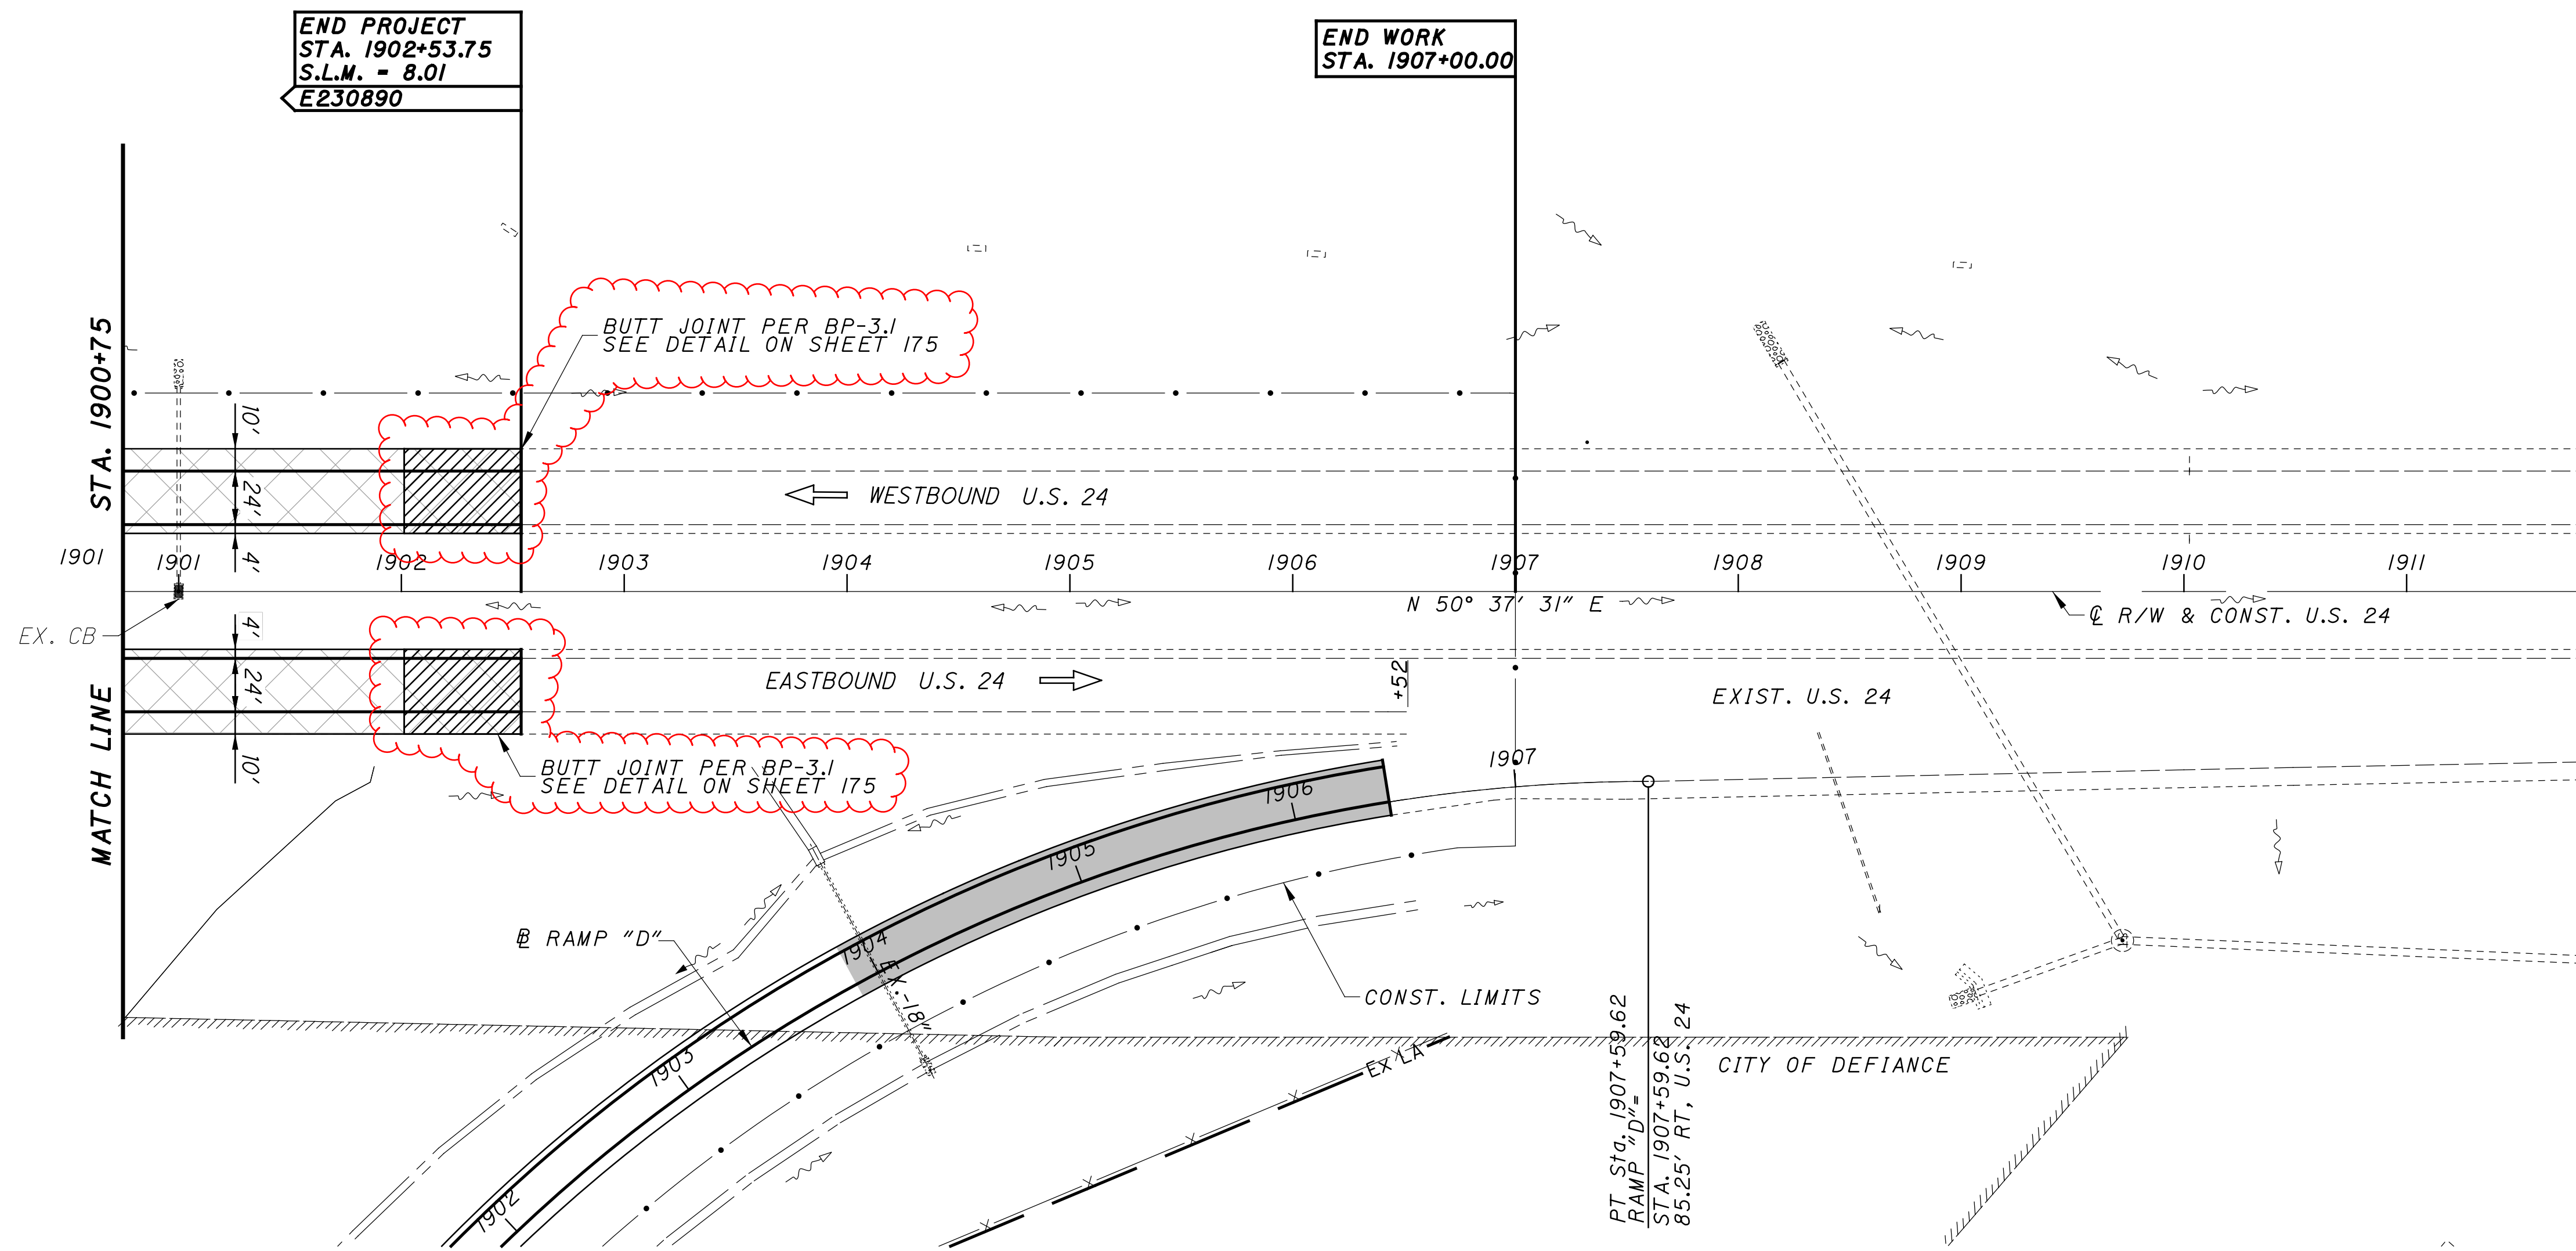 END PROJECT
STA. 1902+53.75
S.L.M. = 8.01
E230890
END WORK
STA. 1907+00.00
STA. 1900+75
MATCH LINE
BUTT JOINT PER BP-3.1
SEE DETAIL ON SHEET 175
10'
24'
4'
WESTBOUND U.S. 24
1901
1901
1902
1903
1904
1905
1906
1907
1908
1909
1910
1911
N 50° 37' 31" E
℄ R/W & CONST. U.S. 24
EX. CB
4'
24'
10'
EASTBOUND U.S. 24
+52
EXIST. U.S. 24
BUTT JOINT PER BP-3.1
SEE DETAIL ON SHEET 175
1907
1906
1905
1904
1903
1902
B̲L RAMP "D"
EX.-18"
CONST. LIMITS
EX LA
CITY OF DEFIANCE
PT Sta. 1907+59.62
RAMP "D"=
STA. 1907+59.62
85.25' RT, U.S. 24